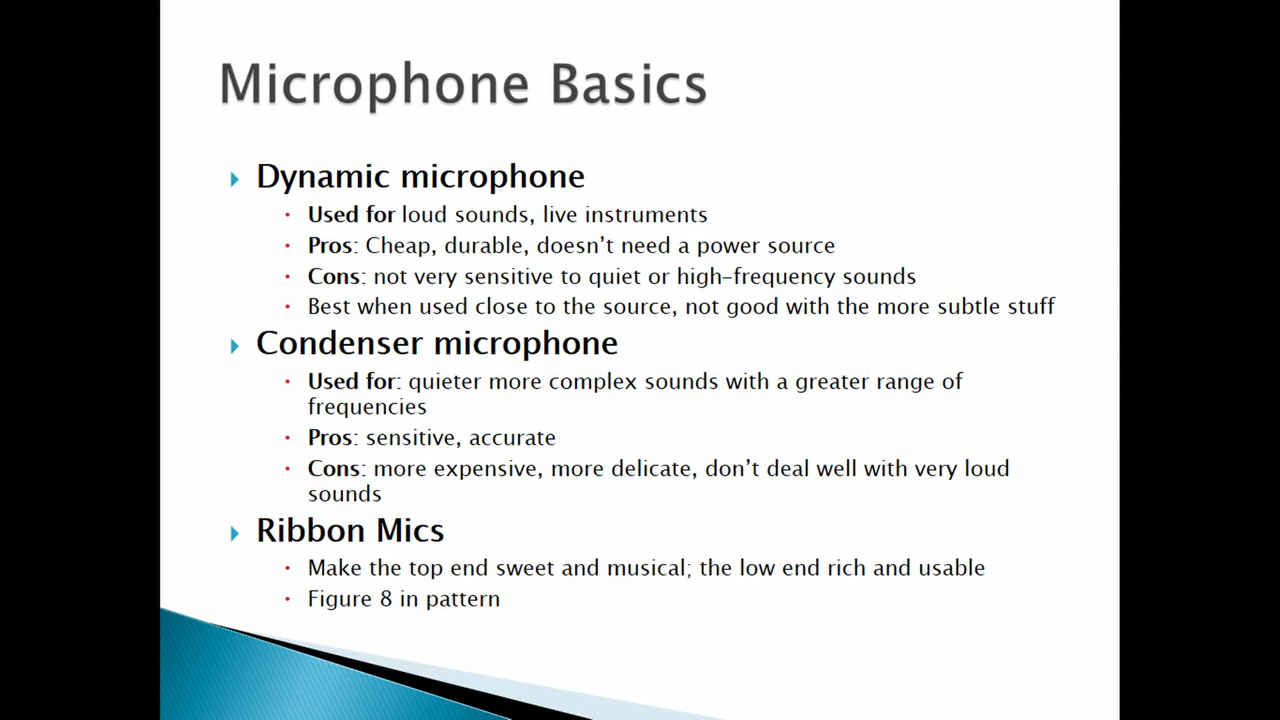 Microphone Basics
Dynamic microphone
Used for loud sounds, live instruments
Pros: Cheap, durable, doesn’t need a power source
Cons: not very sensitive to quiet or high-frequency sounds
Best when used close to the source, not good with the more subtle stuff
Condenser microphone
Used for: quieter more complex sounds with a greater range of
frequencies
Pros: sensitive, accurate
Cons: more expensive, more delicate, don’t deal well with very loud
sounds
Ribbon Mics
Make the top end sweet and musical; the low end rich and usable
Figure 8 in pattern